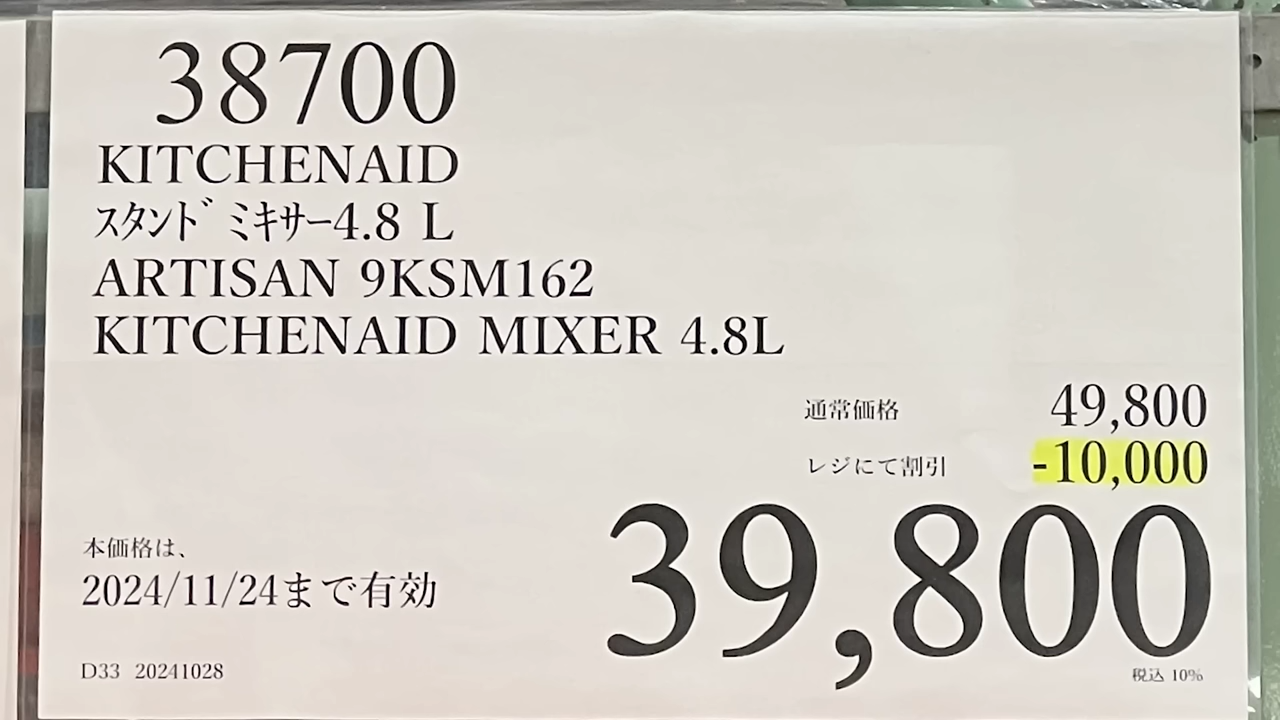 38700
KITCHENAID
ｽﾀﾝﾄﾞﾐｷｻｰ4.8 L
ARTISAN 9KSM162
KITCHENAID MIXER 4.8L
通常価格 49,800
レジにて割引 -10,000
39,800
本価格は、
2024/11/24まで有効
D33 20241028
税込 10%